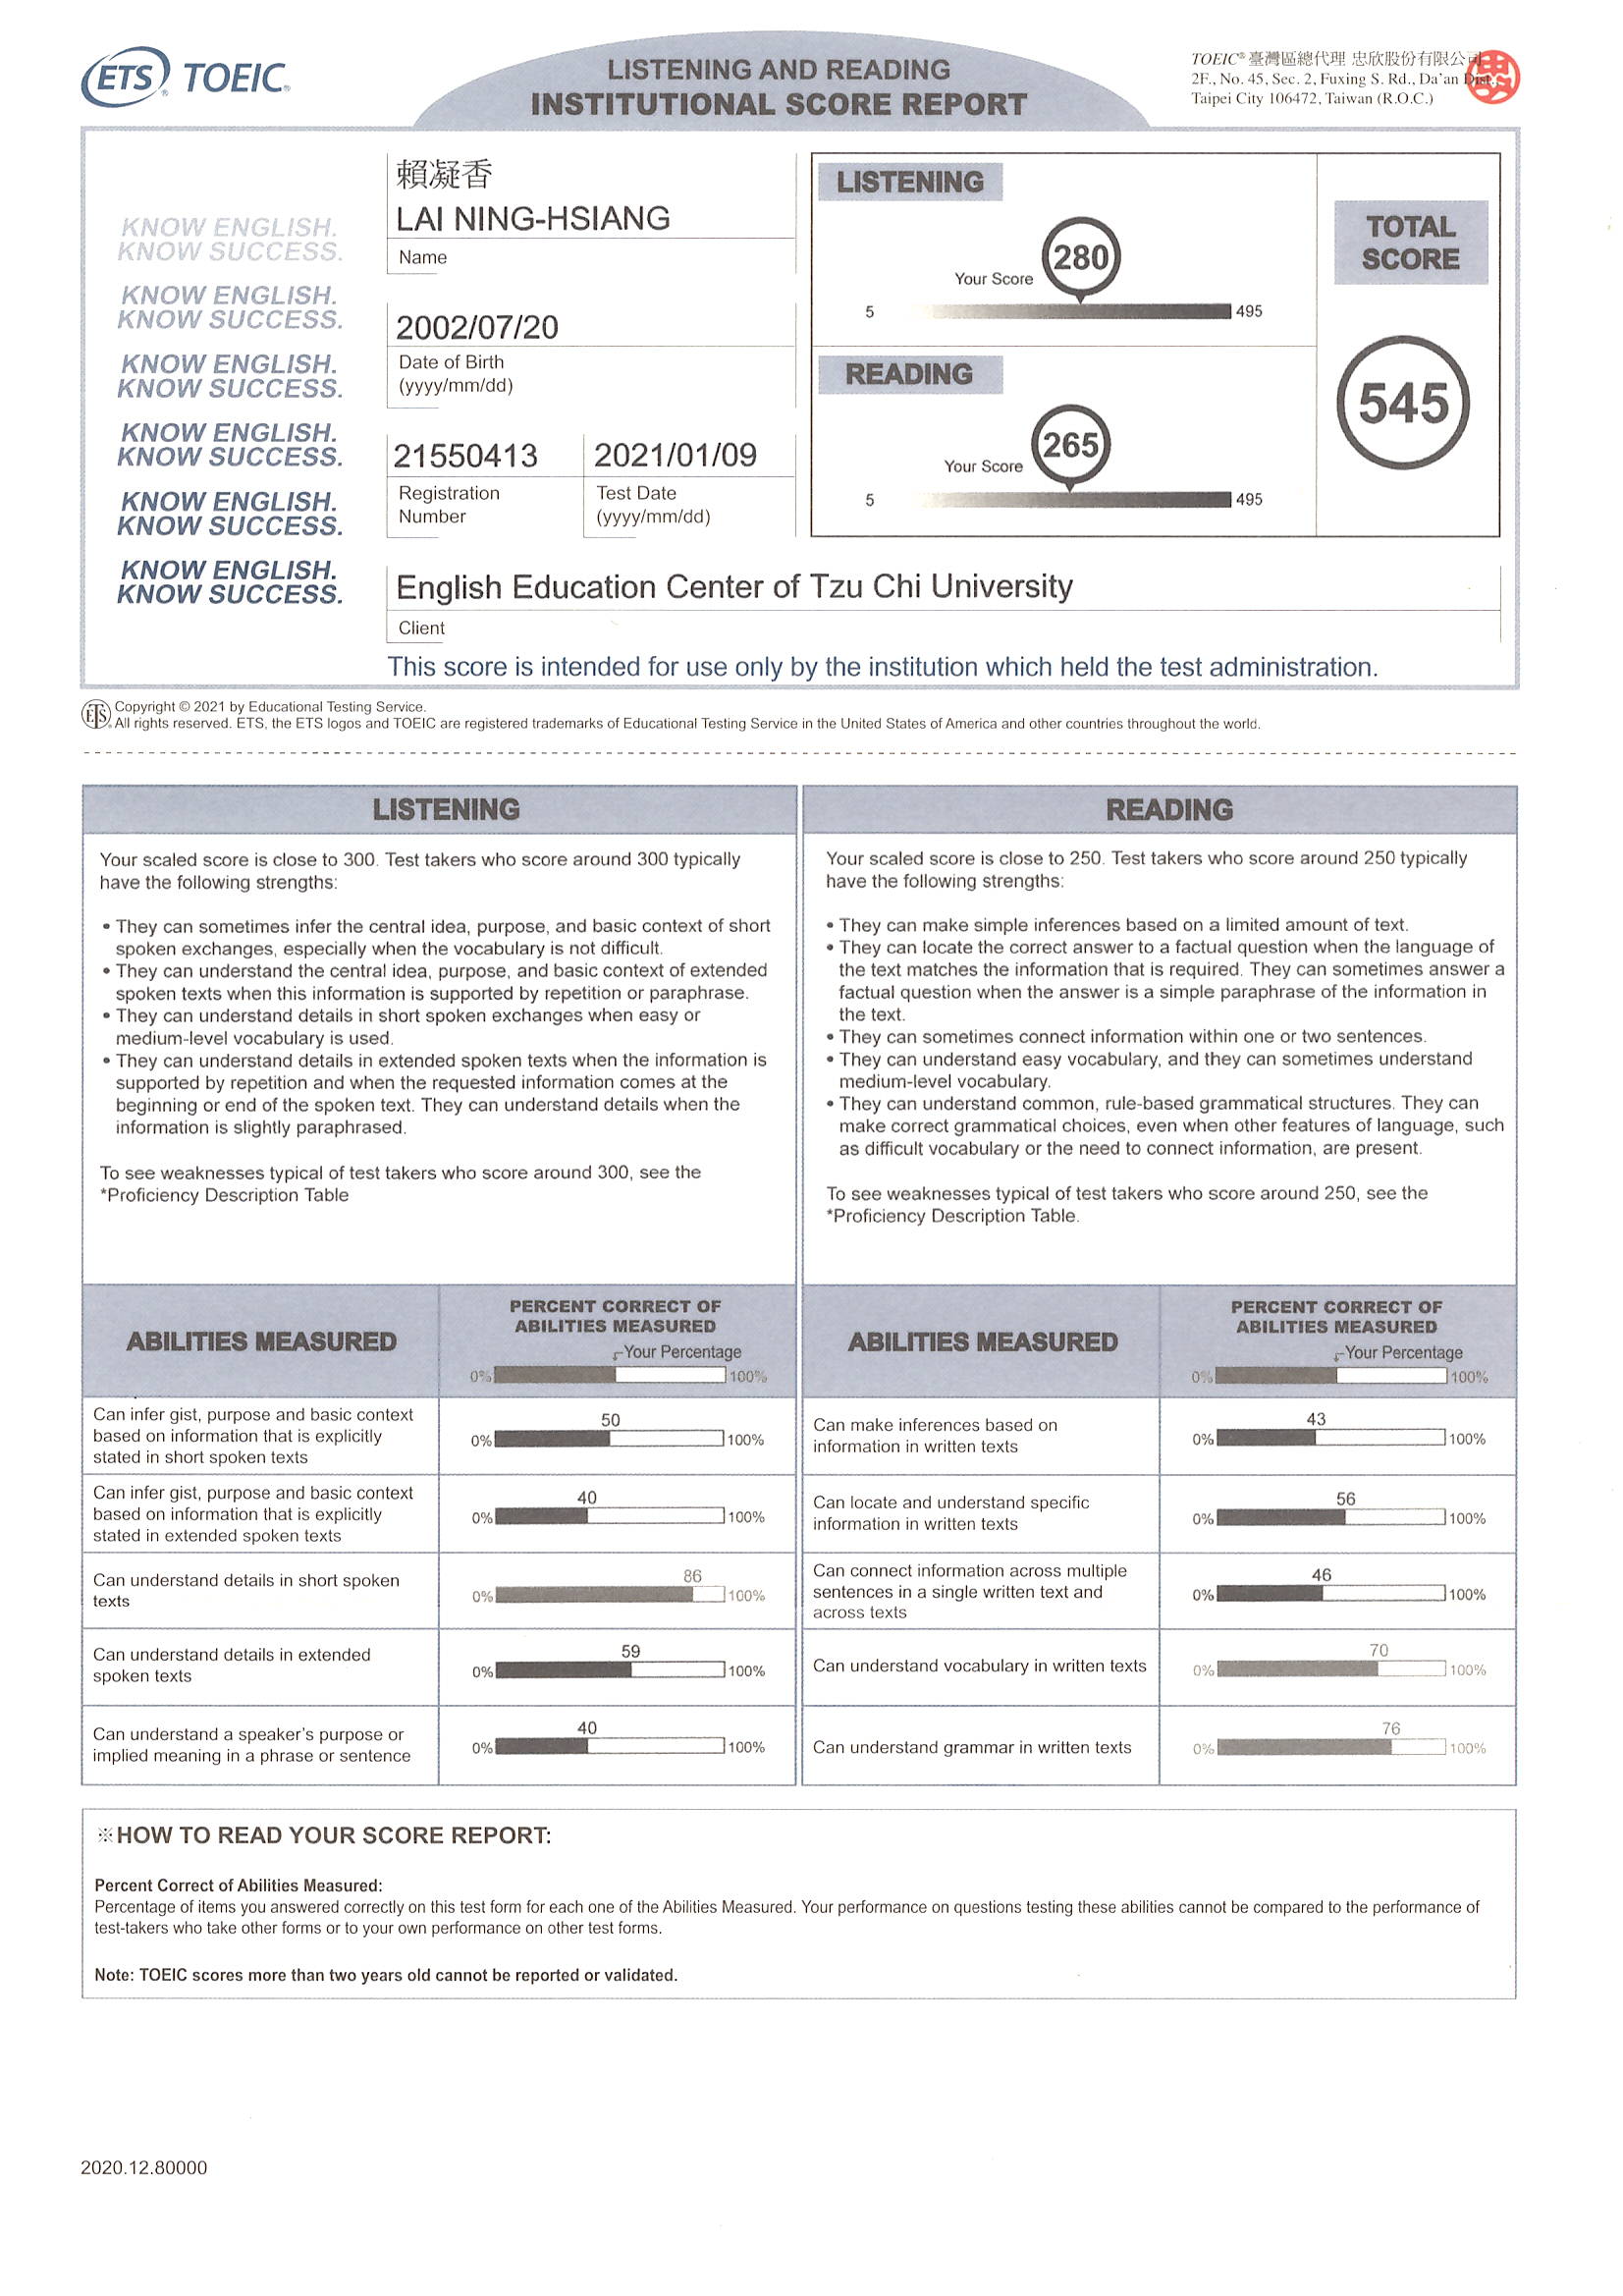 ETS TOEIC
LISTENING AND READING
INSTITUTIONAL SCORE REPORT
TOEIC® 臺灣區總代理 忠欣股份有限公司
2F., No. 45, Sec. 2, Fuxing S. Rd., Da'an Dist.,
Taipei City 106472, Taiwan (R.O.C.)
KNOW ENGLISH.
KNOW SUCCESS.
KNOW ENGLISH.
KNOW SUCCESS.
KNOW ENGLISH.
KNOW SUCCESS.
KNOW ENGLISH.
KNOW SUCCESS.
KNOW ENGLISH.
KNOW SUCCESS.
KNOW ENGLISH.
KNOW SUCCESS.
賴凝香
LAI NING-HSIANG
Name
2002/07/20
Date of Birth
(yyyy/mm/dd)
21550413 2021/01/09
Registration Test Date
Number (yyyy/mm/dd)
LISTENING
280
Your Score
5 495
READING
265
Your Score
5 495
TOTAL
SCORE
545
English Education Center of Tzu Chi University
Client
This score is intended for use only by the institution which held the test administration.
ETS Copyright © 2021 by Educational Testing Service.
All rights reserved. ETS, the ETS logos and TOEIC are registered trademarks of Educational Testing Service in the United States of America and other countries throughout the world.
LISTENING
Your scaled score is close to 300. Test takers who score around 300 typically
have the following strengths:
• They can sometimes infer the central idea, purpose, and basic context of short
spoken exchanges, especially when the vocabulary is not difficult.
• They can understand the central idea, purpose, and basic context of extended
spoken texts when this information is supported by repetition or paraphrase.
• They can understand details in short spoken exchanges when easy or
medium-level vocabulary is used.
• They can understand details in extended spoken texts when the information is
supported by repetition and when the requested information comes at the
beginning or end of the spoken text. They can understand details when the
information is slightly paraphrased.
To see weaknesses typical of test takers who score around 300, see the
*Proficiency Description Table
READING
Your scaled score is close to 250. Test takers who score around 250 typically
have the following strengths:
• They can make simple inferences based on a limited amount of text.
• They can locate the correct answer to a factual question when the language of
the text matches the information that is required. They can sometimes answer a
factual question when the answer is a simple paraphrase of the information in
the text.
• They can sometimes connect information within one or two sentences.
• They can understand easy vocabulary, and they can sometimes understand
medium-level vocabulary.
• They can understand common, rule-based grammatical structures. They can
make correct grammatical choices, even when other features of language, such
as difficult vocabulary or the need to connect information, are present.
To see weaknesses typical of test takers who score around 250, see the
*Proficiency Description Table.
ABILITIES MEASURED
PERCENT CORRECT OF
ABILITIES MEASURED
Your Percentage
0% 100%
Can infer gist, purpose and basic context
based on information that is explicitly
stated in short spoken texts
50
0% 100%
Can infer gist, purpose and basic context
based on information that is explicitly
stated in extended spoken texts
40
0% 100%
Can understand details in short spoken
texts
86
0% 100%
Can understand details in extended
spoken texts
59
0% 100%
Can understand a speaker's purpose or
implied meaning in a phrase or sentence
40
0% 100%
ABILITIES MEASURED
PERCENT CORRECT OF
ABILITIES MEASURED
Your Percentage
0% 100%
Can make inferences based on
information in written texts
43
0% 100%
Can locate and understand specific
information in written texts
56
0% 100%
Can connect information across multiple
sentences in a single written text and
across texts
46
0% 100%
Can understand vocabulary in written texts
70
0% 100%
Can understand grammar in written texts
76
0% 100%
※HOW TO READ YOUR SCORE REPORT:
Percent Correct of Abilities Measured:
Percentage of items you answered correctly on this test form for each one of the Abilities Measured. Your performance on questions testing these abilities cannot be compared to the performance of
test-takers who take other forms or to your own performance on other test forms.
Note: TOEIC scores more than two years old cannot be reported or validated.
2020.12.80000